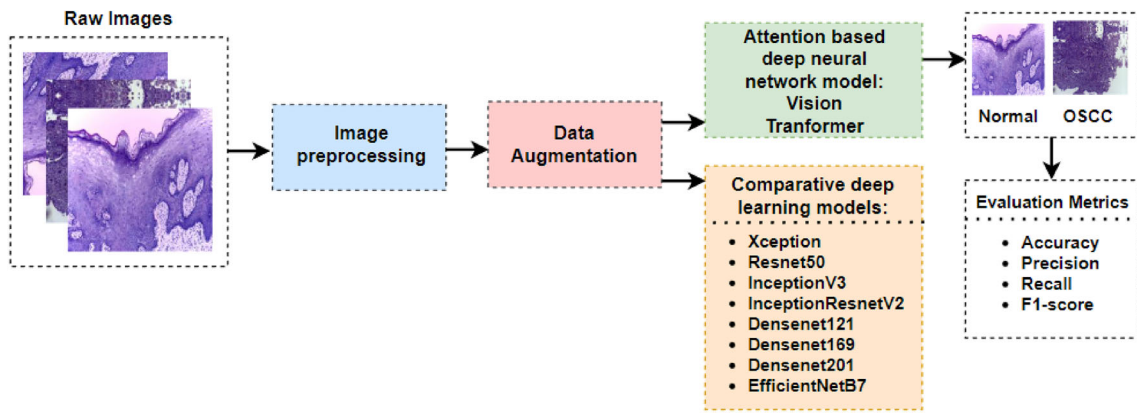 Raw Images
Image
preprocessing
Data
Augmentation
Attention based
deep neural
network model:
Vision
Tranformer
Normal
OSCC
Comparative deep
learning models:
• Xception
• Resnet50
• InceptionV3
• InceptionResnetV2
• Densenet121
• Densenet169
• Densenet201
• EfficientNetB7
Evaluation Metrics
• Accuracy
• Precision
• Recall
• F1-score